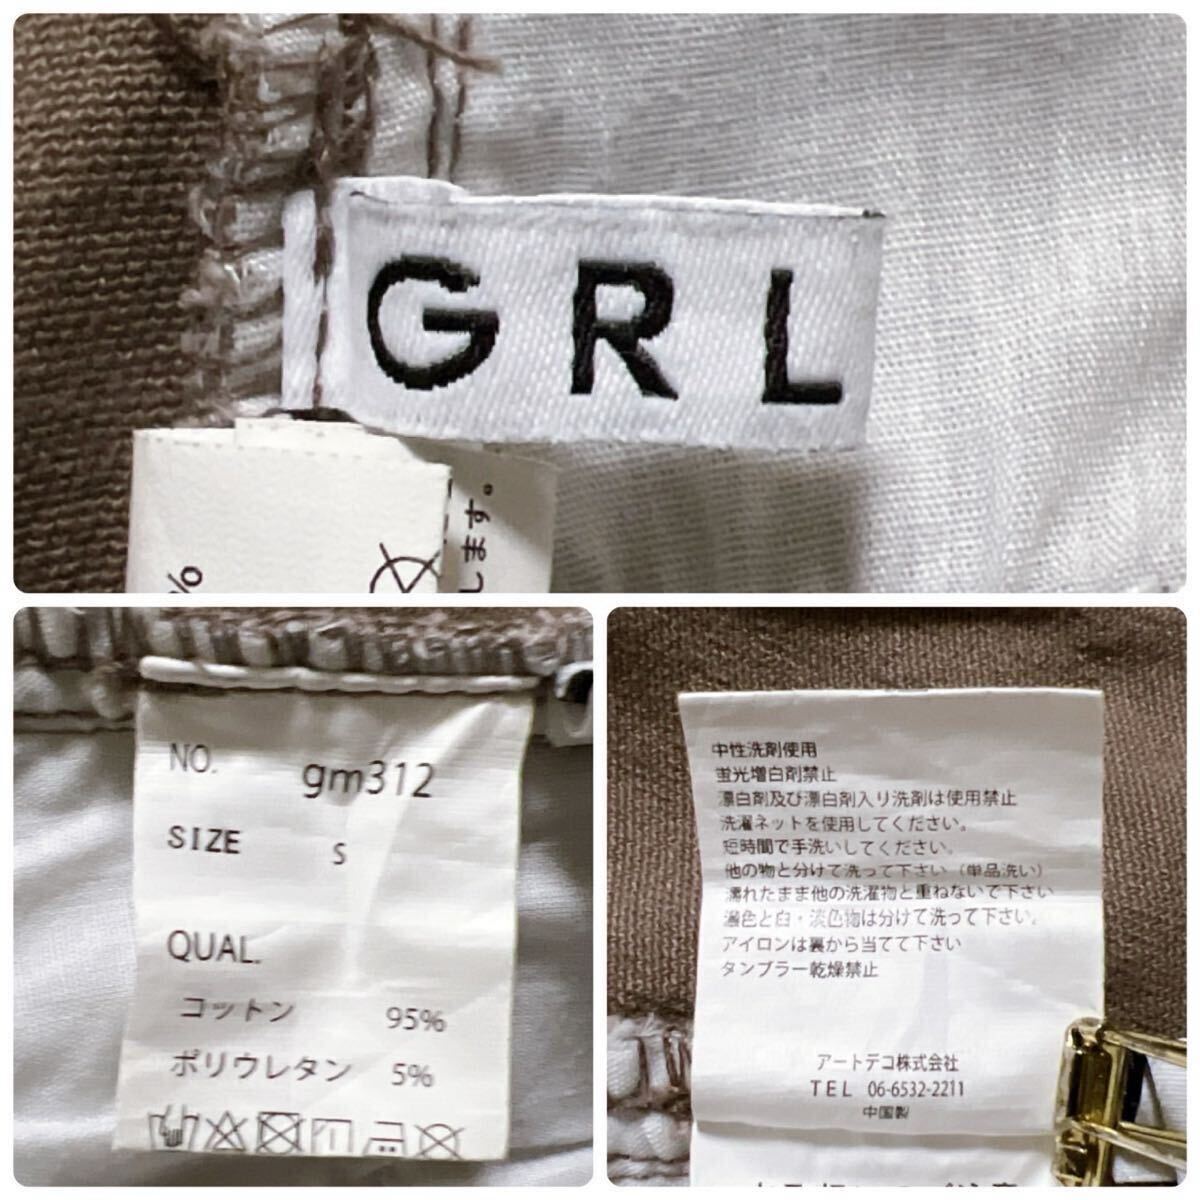 GRL
%
します。
NO. gm312
SIZE S
QUAL.
コットン 95%
ポリウレタン 5%
中性洗剤使用
蛍光増白剤禁止
漂白剤及び漂白剤入り洗剤は使用禁止
洗濯ネットを使用してください。
短時間で手洗いしてください。
他の物と分けて洗って下さい（単品洗い）
濡れたまま他の洗濯物と重ねないで下さい
濃色と白・淡色物は分けて洗って下さい。
アイロンは裏から当てて下さい
タンブラー乾燥禁止
アートデコ株式会社
TEL 06-6532-2211
中国製